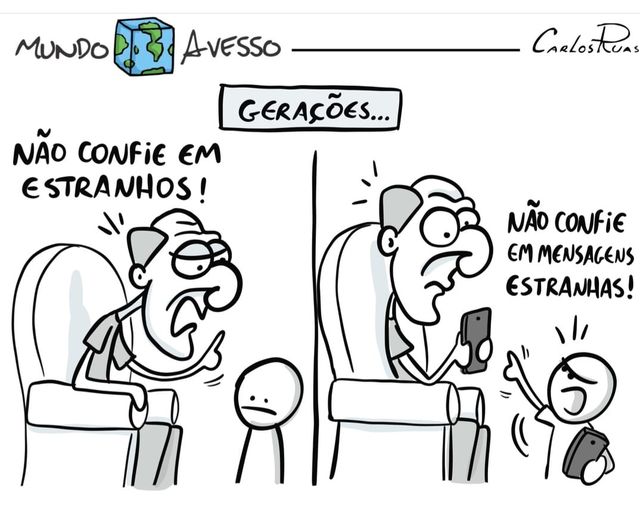 MUNDO AVESSO
CARLOS RUAS
GERAÇÕES...
NÃO CONFIE EM
ESTRANHOS!
NÃO CONFIE
EM MENSAGENS
ESTRANHAS!